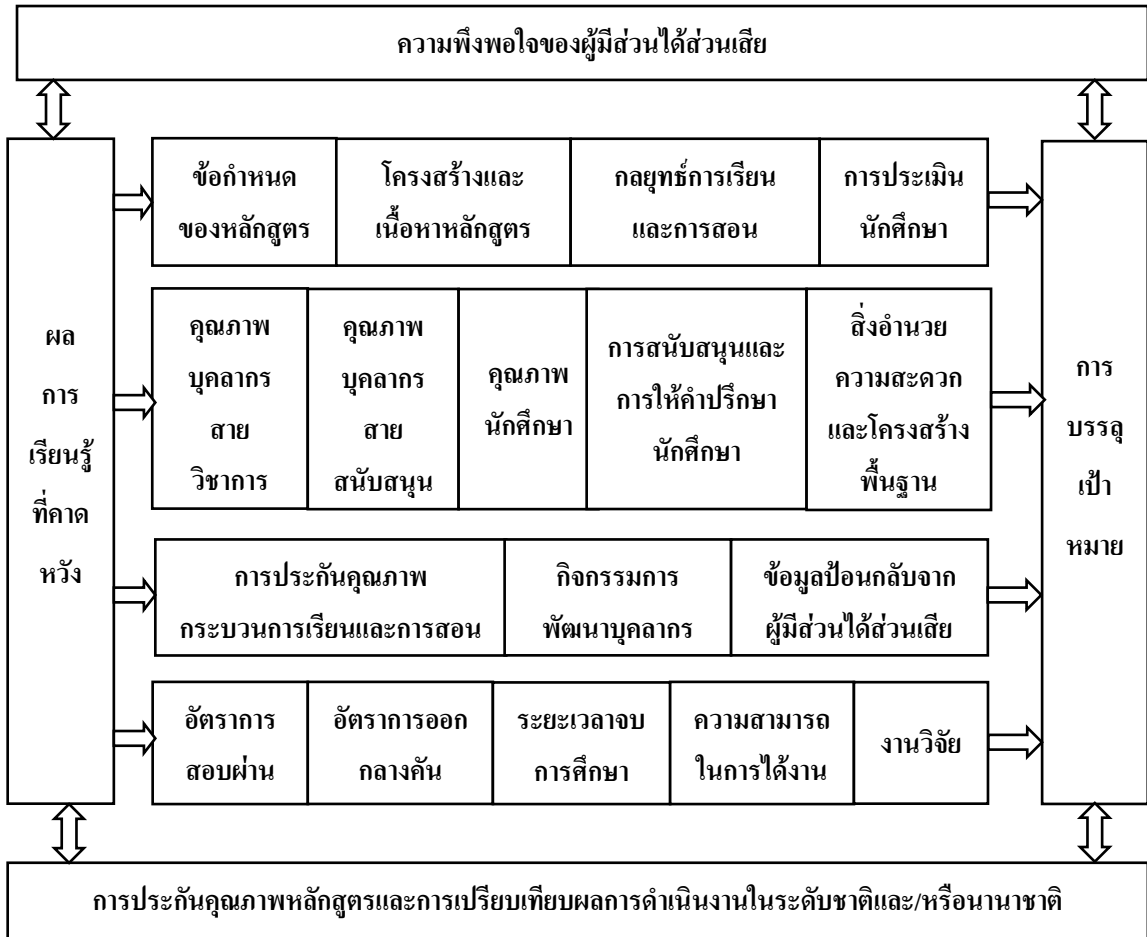 ความพึงพอใจของผู้มีส่วนได้ส่วนเสีย
ผล
การ
เรียนรู้
ที่คาด
หวัง
ข้อกำหนด
ของหลักสูตร
โครงสร้างและ
เนื้อหาหลักสูตร
กลยุทธ์การเรียน
และการสอน
การประเมิน
นักศึกษา
คุณภาพ
บุคลากร
สาย
วิชาการ
คุณภาพ
บุคลากร
สาย
สนับสนุน
คุณภาพ
นักศึกษา
การสนับสนุนและ
การให้คำปรึกษา
นักศึกษา
สิ่งอำนวย
ความสะดวก
และโครงสร้าง
พื้นฐาน
การประกันคุณภาพ
กระบวนการเรียนและการสอน
กิจกรรมการ
พัฒนาบุคลากร
ข้อมูลป้อนกลับจาก
ผู้มีส่วนได้ส่วนเสีย
อัตราการ
สอบผ่าน
อัตราการออก
กลางคัน
ระยะเวลาจบ
การศึกษา
ความสามารถ
ในการได้งาน
งานวิจัย
การ
บรรลุ
เป้า
หมาย
การประกันคุณภาพหลักสูตรและการเปรียบเทียบผลการดำเนินงานในระดับชาติและ/หรือนานาชาติ